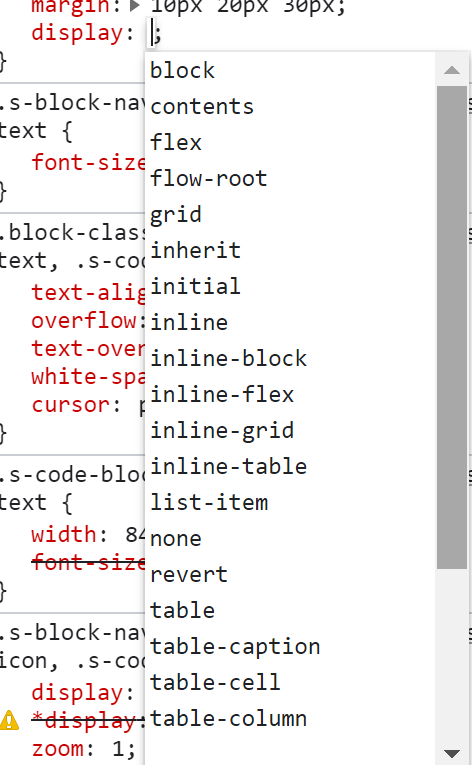 margin: 10px 20px 30px;
display: ;
}
block
contents
flex
flow-root
grid
inherit
initial
inline
inline-block
inline-flex
inline-grid
inline-table
list-item
none
revert
table
table-caption
table-cell
table-column
.s-block-nav
text {
font-size
}
.block-class
text, .s-cod
text-alig
overflow:
text-over
white-spa
cursor: p
}
.s-code-bloc
text {
width: 84
font-size
}
.s-block-nav
icon, .s-cod
display:
*display:
zoom: 1;